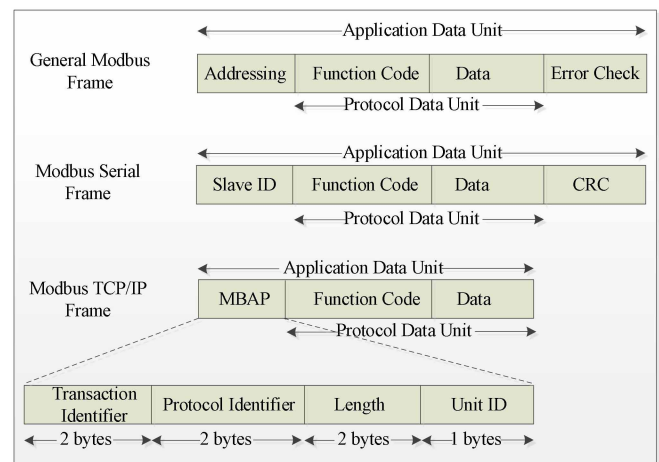 Application Data Unit
General Modbus
Frame
Addressing Function Code Data Error Check
Protocol Data Unit
Application Data Unit
Modbus Serial
Frame
Slave ID Function Code Data CRC
Protocol Data Unit
Application Data Unit
Modbus TCP/IP
Frame
MBAP Function Code Data
Protocol Data Unit
Transaction
Identifier
Protocol Identifier Length Unit ID
2 bytes 2 bytes 2 bytes 1 bytes